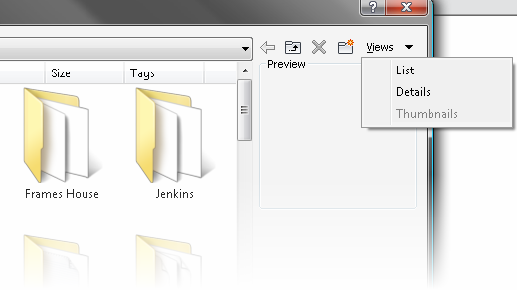 ?
Views
Size Tags
Preview
List
Details
Thumbnails
Frames House Jenkins